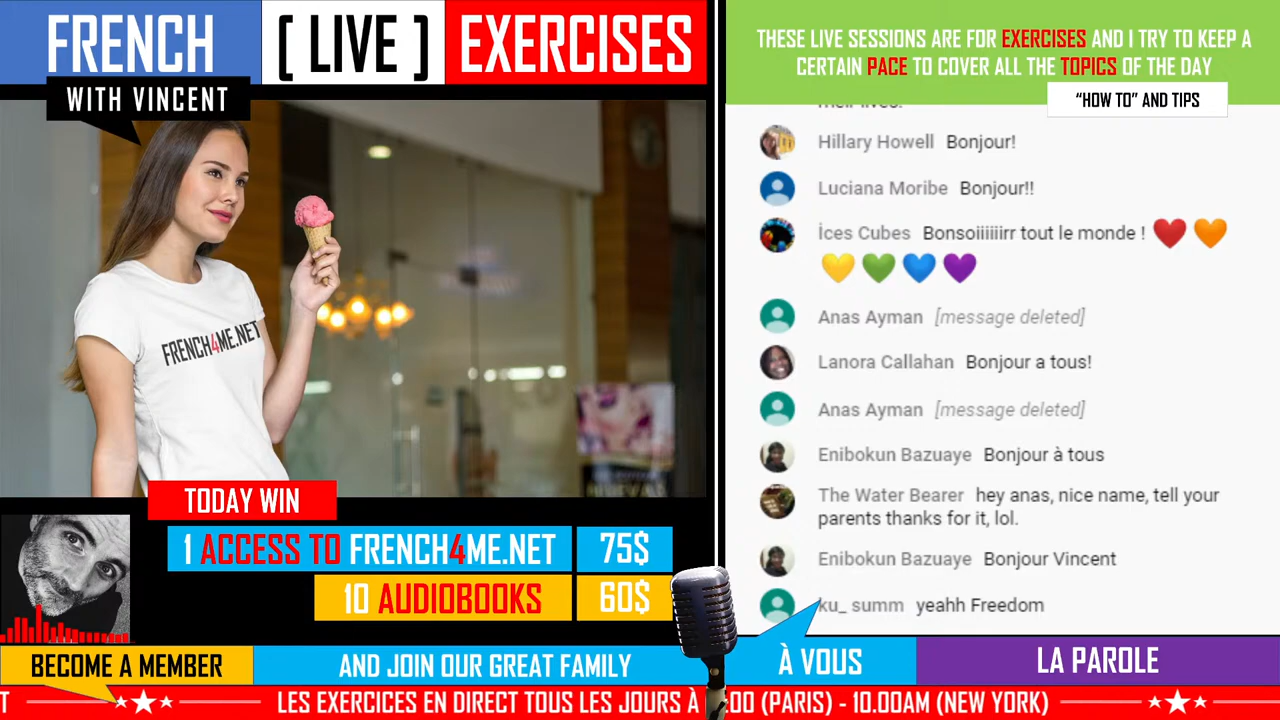 FRENCH [ LIVE ] EXERCISES
WITH VINCENT
FRENCH4ME.NET
TODAY WIN
1 ACCESS TO FRENCH4ME.NET 75$
10 AUDIOBOOKS 60$
BECOME A MEMBER AND JOIN OUR GREAT FAMILY
THESE LIVE SESSIONS ARE FOR EXERCISES AND I TRY TO KEEP A
CERTAIN PACE TO COVER ALL THE TOPICS OF THE DAY
“HOW TO” AND TIPS
Hillary Howell Bonjour!
Luciana Moribe Bonjour!!
İces Cubes Bonsoiiiiiirr tout le monde ! ❤️ 🧡
💛 💚 💙 💜
Anas Ayman [message deleted]
Lanora Callahan Bonjour a tous!
Anas Ayman [message deleted]
Enibokun Bazuaye Bonjour à tous
The Water Bearer hey anas, nice name, tell your
parents thanks for it, lol.
Enibokun Bazuaye Bonjour Vincent
ku_ summ yeahh Freedom
À VOUS LA PAROLE
LES EXERCICES EN DIRECT TOUS LES JOURS À :00 (PARIS) - 10.00AM (NEW YORK)